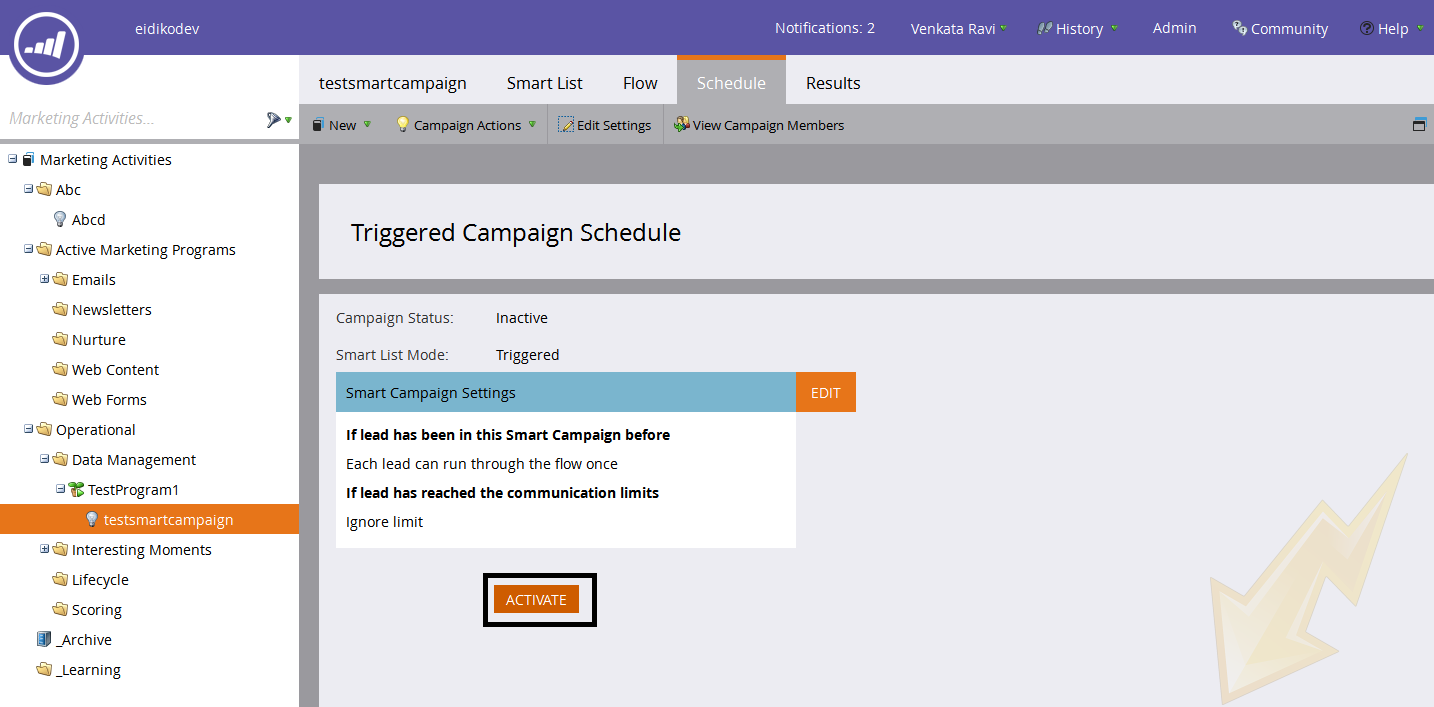 eidikodev
Notifications: 2
Venkata Ravi
History
Admin
Community
Help
testsmartcampaign
Smart List
Flow
Schedule
Results
Marketing Activities...
New
Campaign Actions
Edit Settings
View Campaign Members
Marketing Activities
Abc
Abcd
Active Marketing Programs
Emails
Newsletters
Nurture
Web Content
Web Forms
Operational
Data Management
TestProgram1
testsmartcampaign
Interesting Moments
Lifecycle
Scoring
_Archive
_Learning
Triggered Campaign Schedule
Campaign Status: Inactive
Smart List Mode: Triggered
Smart Campaign Settings EDIT
If lead has been in this Smart Campaign before
Each lead can run through the flow once
If lead has reached the communication limits
Ignore limit
ACTIVATE